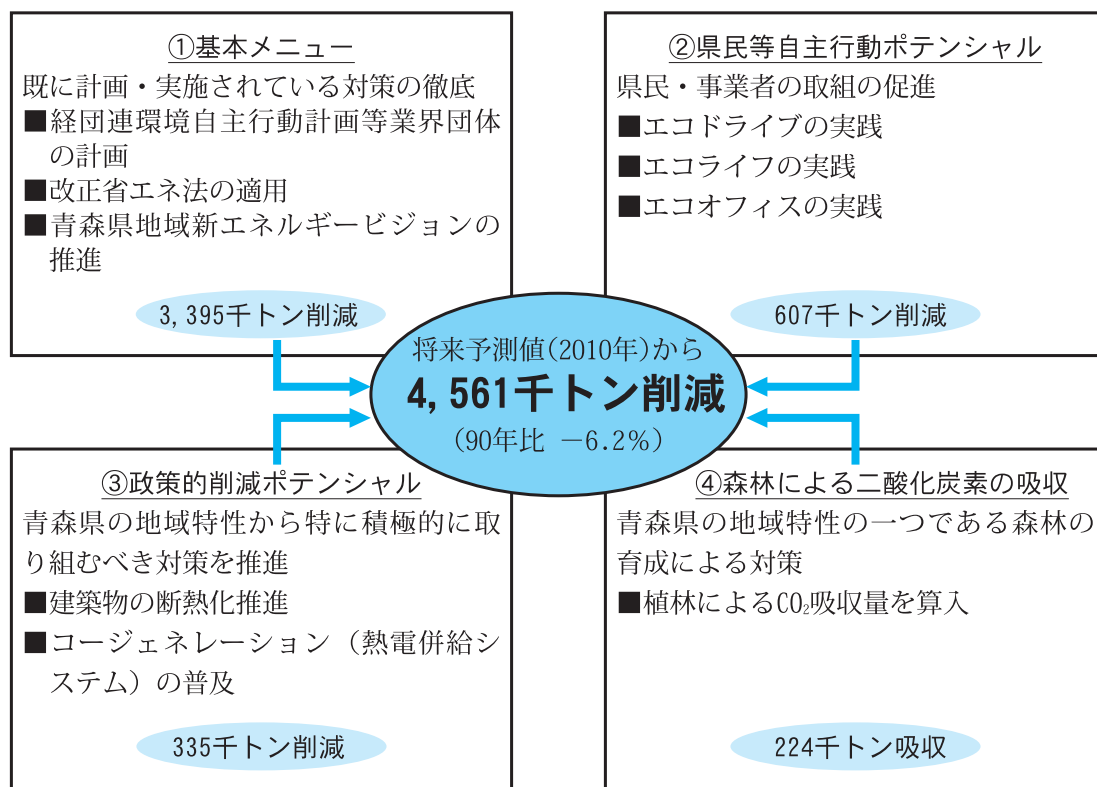 ①基本メニュー
既に計画・実施されている対策の徹底
■経団連環境自主行動計画等業界団体
の計画
■改正省エネ法の適用
■青森県地域新エネルギービジョンの
推進
3,395千トン削減
②県民等自主行動ポテンシャル
県民・事業者の取組の促進
■エコドライブの実践
■エコライフの実践
■エコオフィスの実践
607千トン削減
将来予測値(2010年)から
4,561千トン削減
(90年比 −6.2%)
③政策的削減ポテンシャル
青森県の地域特性から特に積極的に取
り組むべき対策を推進
■建築物の断熱化推進
■コージェネレーション（熱電併給シ
ステム）の普及
335千トン削減
④森林による二酸化炭素の吸収
青森県の地域特性の一つである森林の
育成による対策
■植林によるCO₂吸収量を算入
224千トン吸収